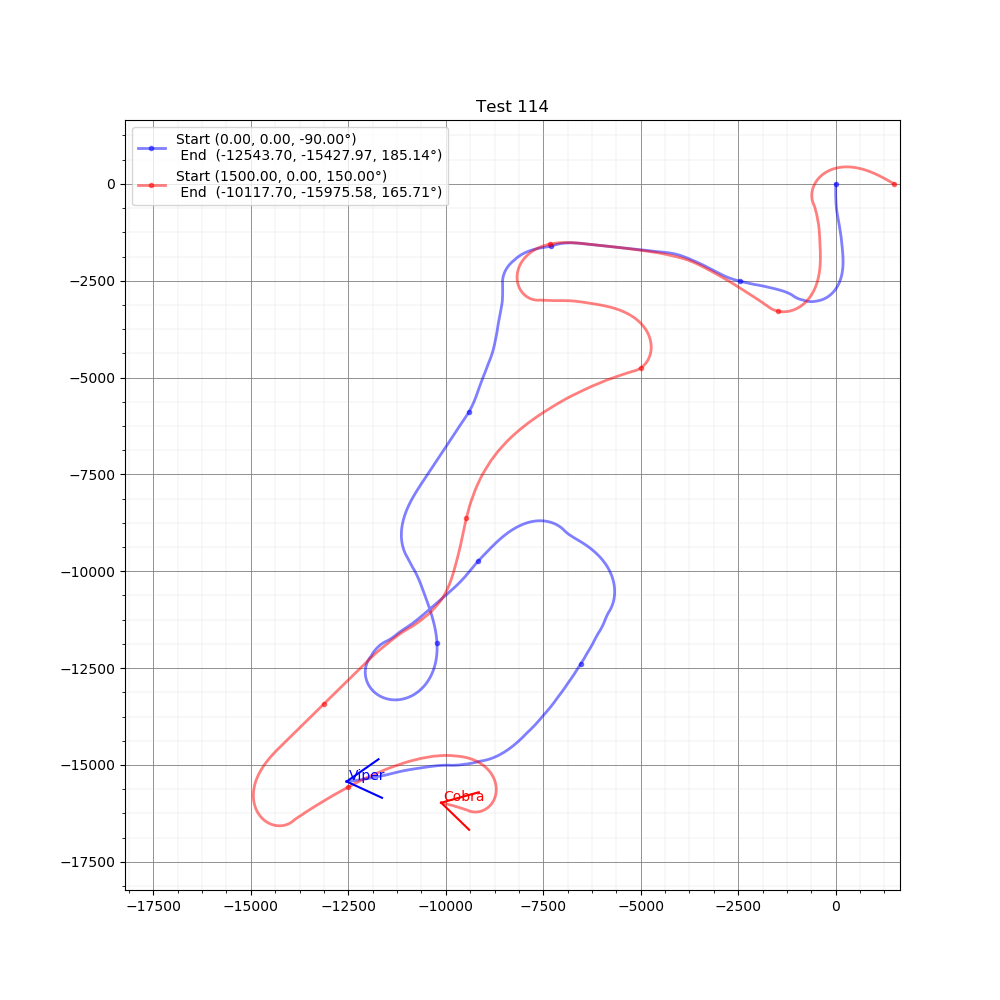 Test 114
Start (0.00, 0.00, -90.00°)
End  (-12543.70, -15427.97, 185.14°)
Start (1500.00, 0.00, 150.00°)
End  (-10117.70, -15975.58, 165.71°)
0
−2500
−5000
−7500
−10000
−12500
−15000
−17500
Viper
Cobra
−17500 −15000 −12500 −10000 −7500 −5000 −2500 0